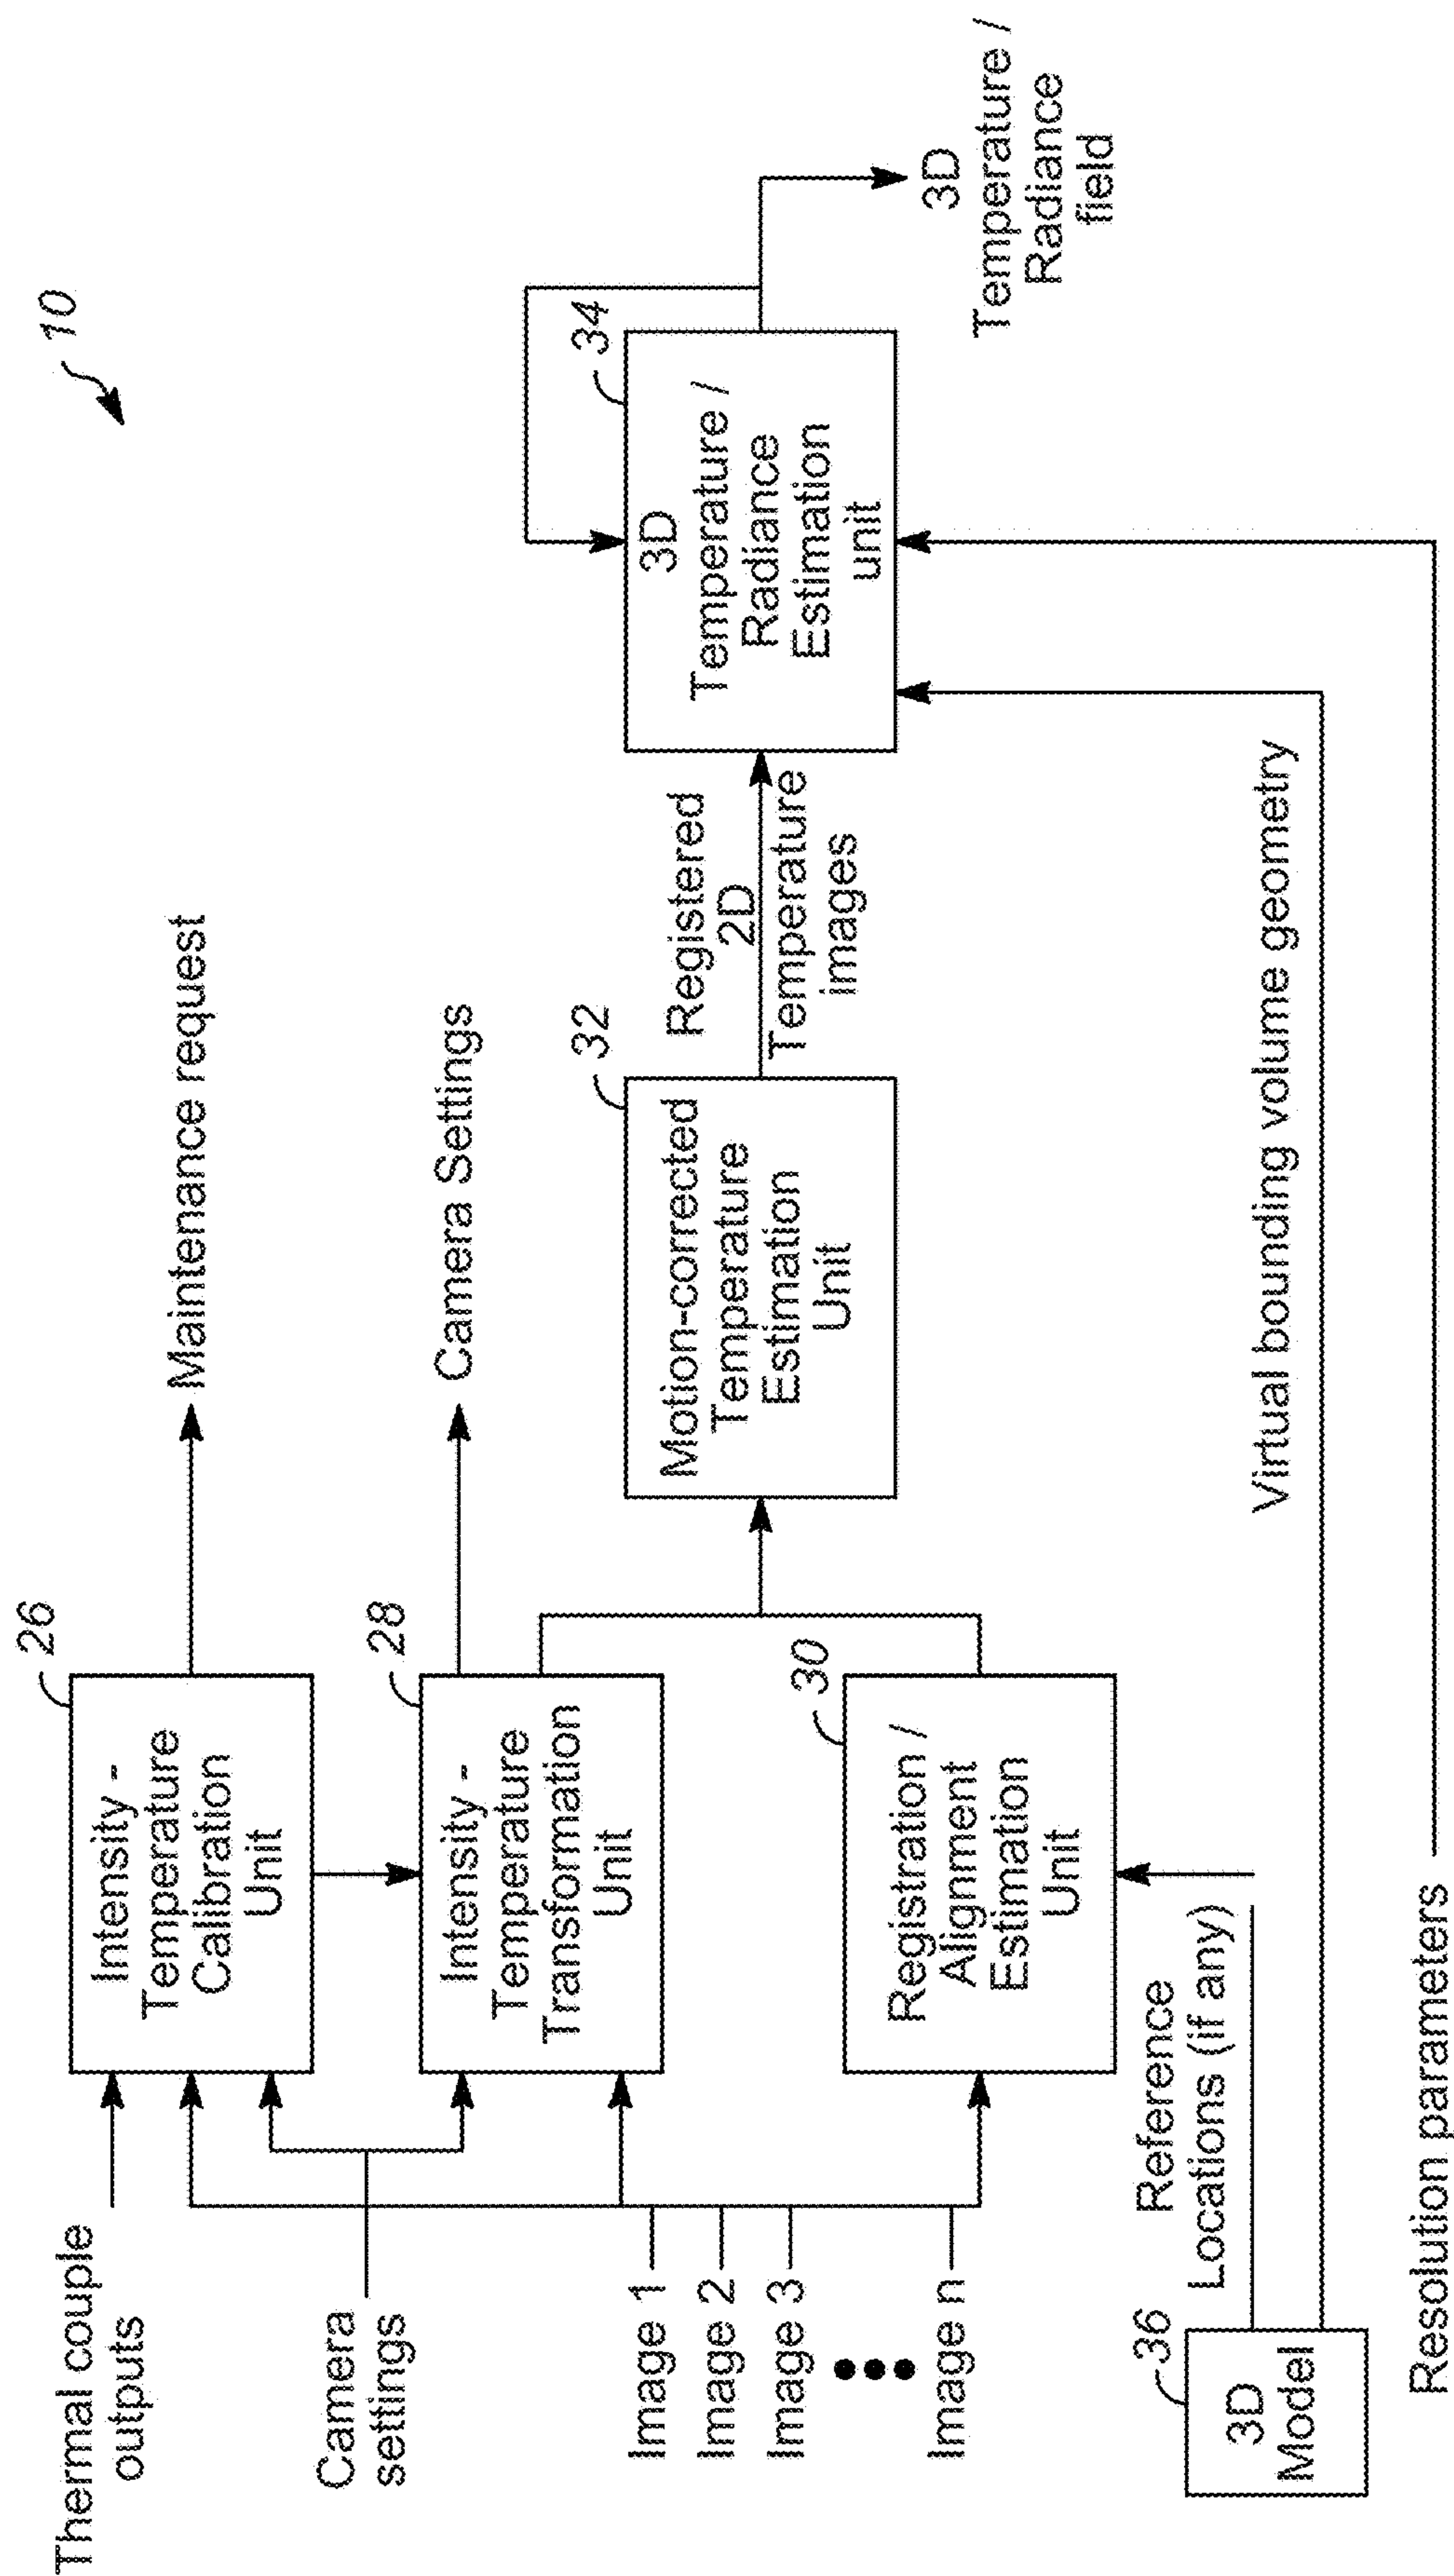 10
Thermal couple
outputs
Camera
settings
Image 1
Image 2
Image 3
Image n
26
Intensity -
Temperature
Calibration
Unit
Maintenance request
28
Intensity -
Temperature
Transformation
Unit
Camera Settings
30
Registration /
Alignment
Estimation
Unit
32
Motion-corrected
Temperature
Estimation
Unit
Registered
2D
Temperature
images
34
3D
Temperature /
Radiance
Estimation
unit
3D
Temperature /
Radiance
field
36
3D
Model
Reference
Locations (if any)
Virtual bounding volume geometry
Resolution parameters